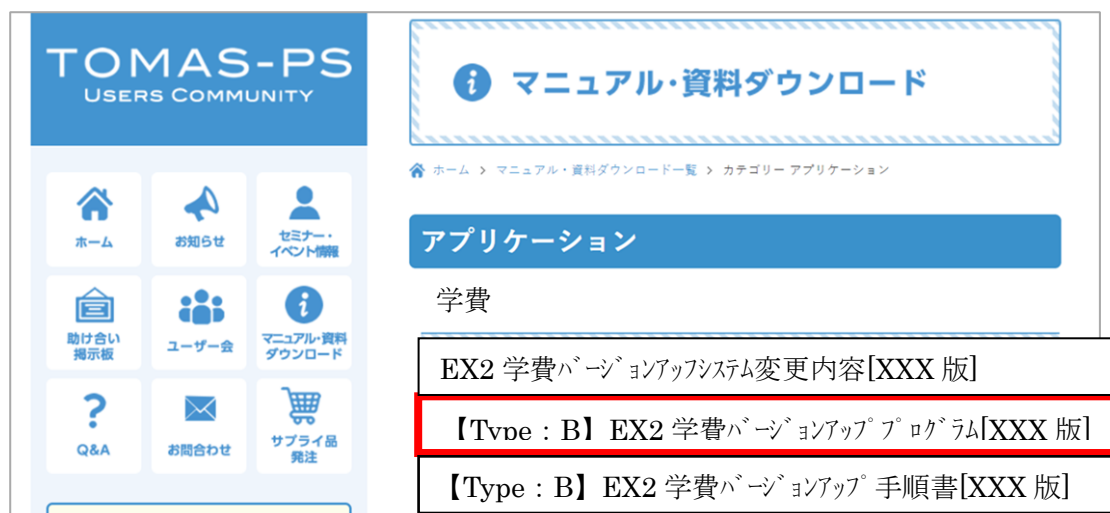 TOMAS-PS
USERS COMMUNITY
ホーム
お知らせ
セミナー・
イベント情報
助け合い
掲示板
ユーザー会
マニュアル・資料
ダウンロード
Q&A
お問合わせ
サプライ品
発注
マニュアル・資料ダウンロード
ホーム > マニュアル・資料ダウンロード一覧 > カテゴリー アプリケーション
アプリケーション
学費
EX2 学費ﾊﾞｰｼﾞｮﾝｱｯﾌﾟｼｽﾃﾑ変更内容[XXX 版]
【Type：B】EX2 学費ﾊﾞｰｼﾞｮﾝｱｯﾌﾟﾌﾟﾛｸﾞﾗﾑ[XXX 版]
【Type：B】EX2 学費ﾊﾞｰｼﾞｮﾝｱｯﾌﾟ手順書[XXX 版]